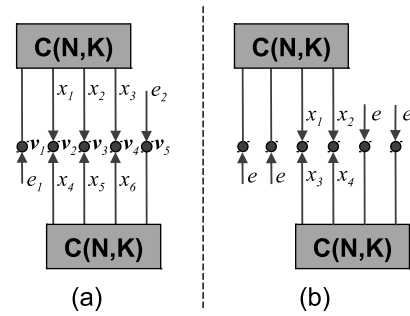 C(N,K) C(N,K)
x₁ x₂ x₃ e₂ x₁ x₂ e e
v₁ v₂ v₃ v₄ v₅
e₁ x₄ x₅ x₆ e e x₃ x₄
C(N,K) C(N,K)
(a) (b)